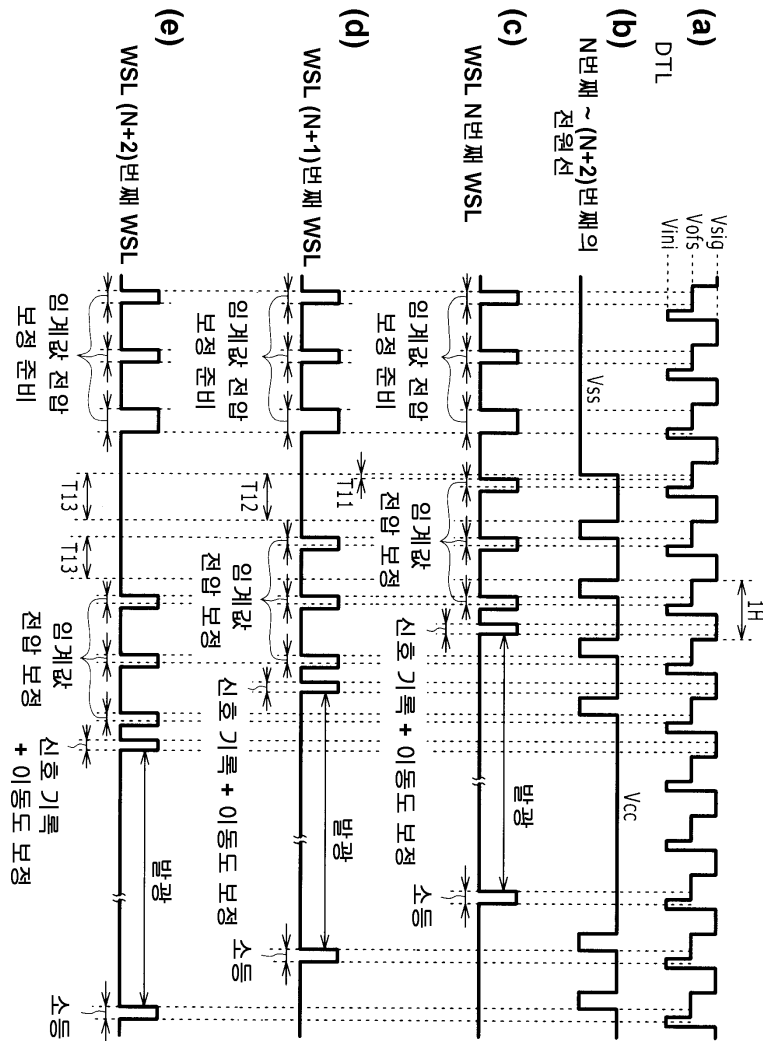 (a)
DTL
Vsig
Vofs
Vini
1H
(b)
N번째 ~ (N+2)번째의
전원선
Vss
Vcc
(c)
WSL N번째 WSL
임계값 전압
보정 준비
T11
임계값
전압 보정
신호 기록 + 이동도 보정
발광
소등
(d)
WSL (N+1)번째 WSL
임계값 전압
보정 준비
T12
임계값
전압 보정
신호 기록 + 이동도 보정
발광
소등
(e)
WSL (N+2)번째 WSL
임계값 전압
보정 준비
T13
T13
임계값
전압 보정
신호 기록
+ 이동도 보정
발광
소등